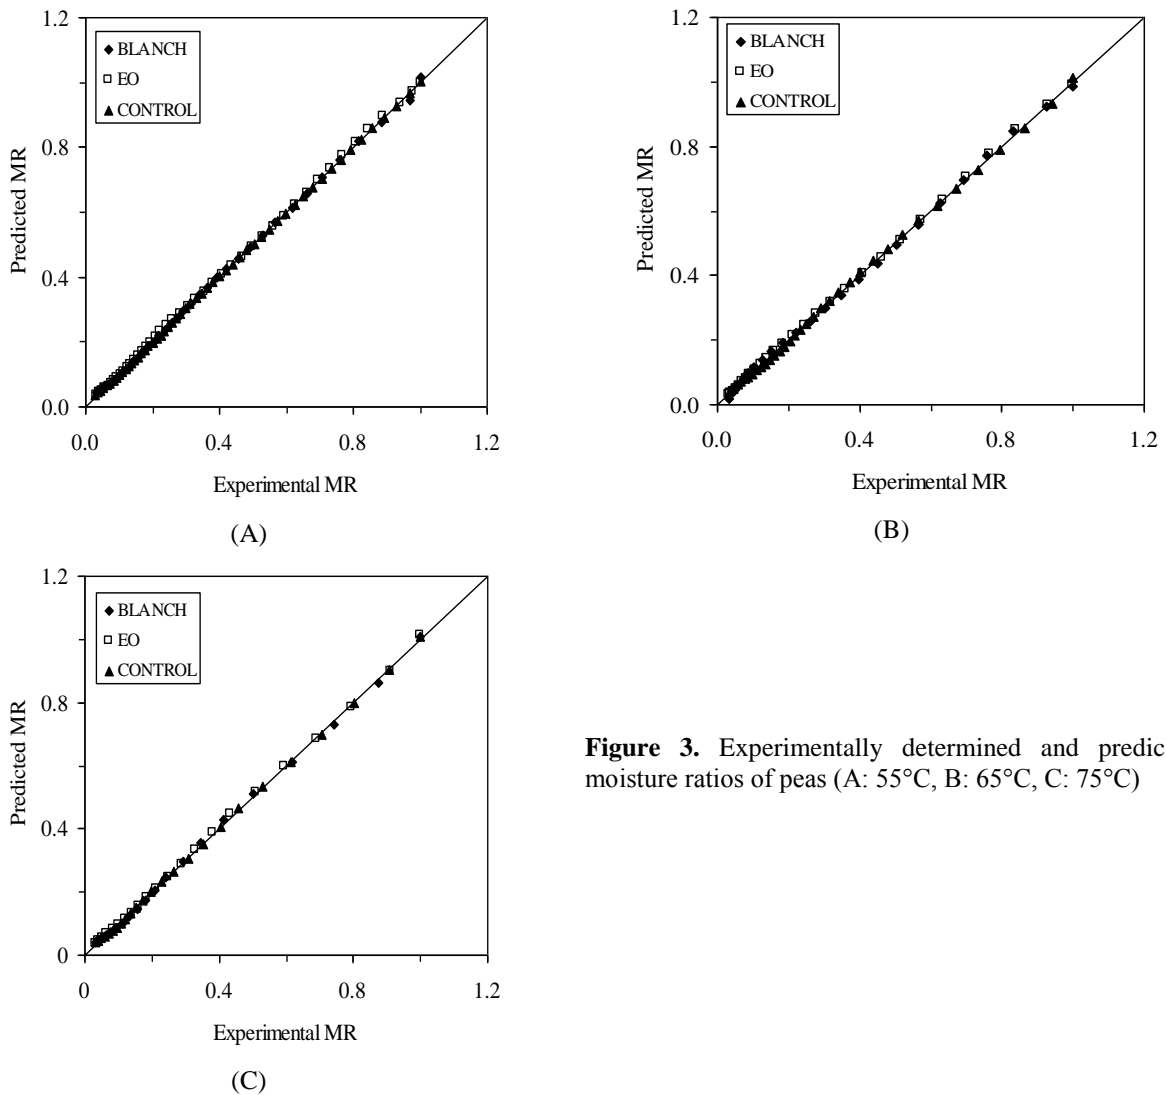 1.2
BLANCH
EO
CONTROL
0.8
Predicted MR
0.4
0.0
0.0 0.4 0.8 1.2
Experimental MR
(A)
1.2
BLANCH
EO
CONTROL
0.8
Predicted MR
0.4
0.0
0.0 0.4 0.8 1.2
Experimental MR
(B)
1.2
BLANCH
EO
CONTROL
0.8
Predicted MR
0.4
0
0 0.4 0.8 1.2
Experimental MR
(C)
Figure 3. Experimentally determined and predic
moisture ratios of peas (A: 55°C, B: 65°C, C: 75°C)